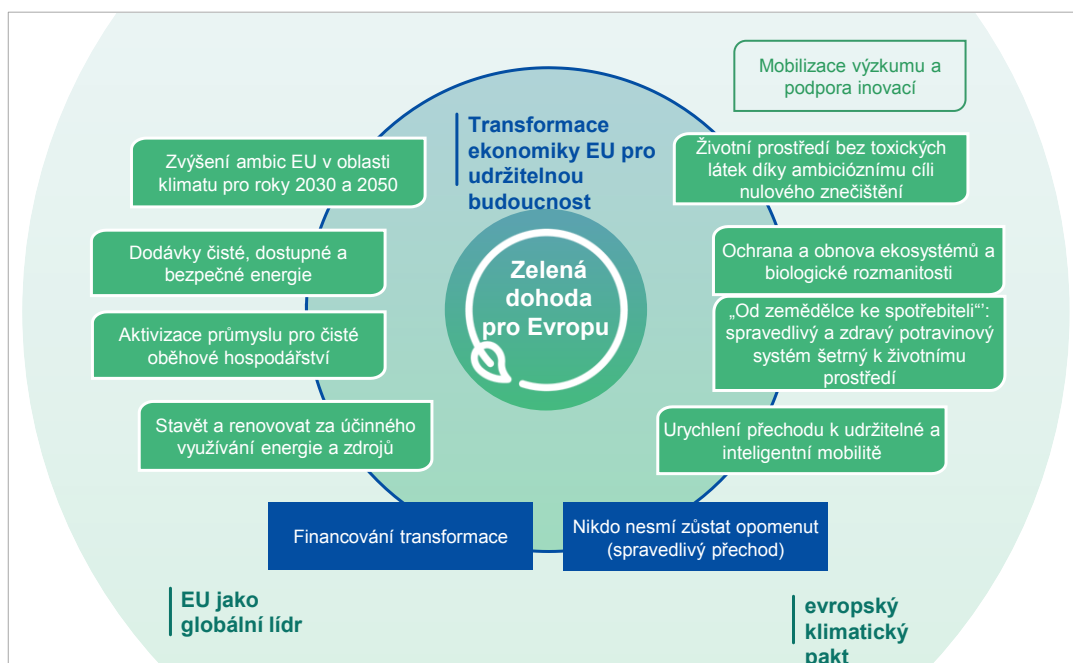 Mobilizace výzkumu a
podpora inovací
Transformace
ekonomiky EU pro
udržitelnou
budoucnost
Zvýšení ambic EU v oblasti
klimatu pro roky 2030 a 2050
Životní prostředí bez toxických
látek díky ambicióznímu cíli
nulového znečištění
Dodávky čisté, dostupné a
bezpečné energie
Zelená
dohoda
pro Evropu
Ochrana a obnova ekosystémů a
biologické rozmanitosti
Aktivizace průmyslu pro čisté
oběhové hospodářství
„Od zemědělce ke spotřebiteli“':
spravedlivý a zdravý potravinový
systém šetrný k životnímu
prostředí
Stavět a renovovat za účinného
využívání energie a zdrojů
Urychlení přechodu k udržitelné a
inteligentní mobilitě
Financování transformace
Nikdo nesmí zůstat opomenut
(spravedlivý přechod)
EU jako
globální lídr
evropský
klimatický
pakt